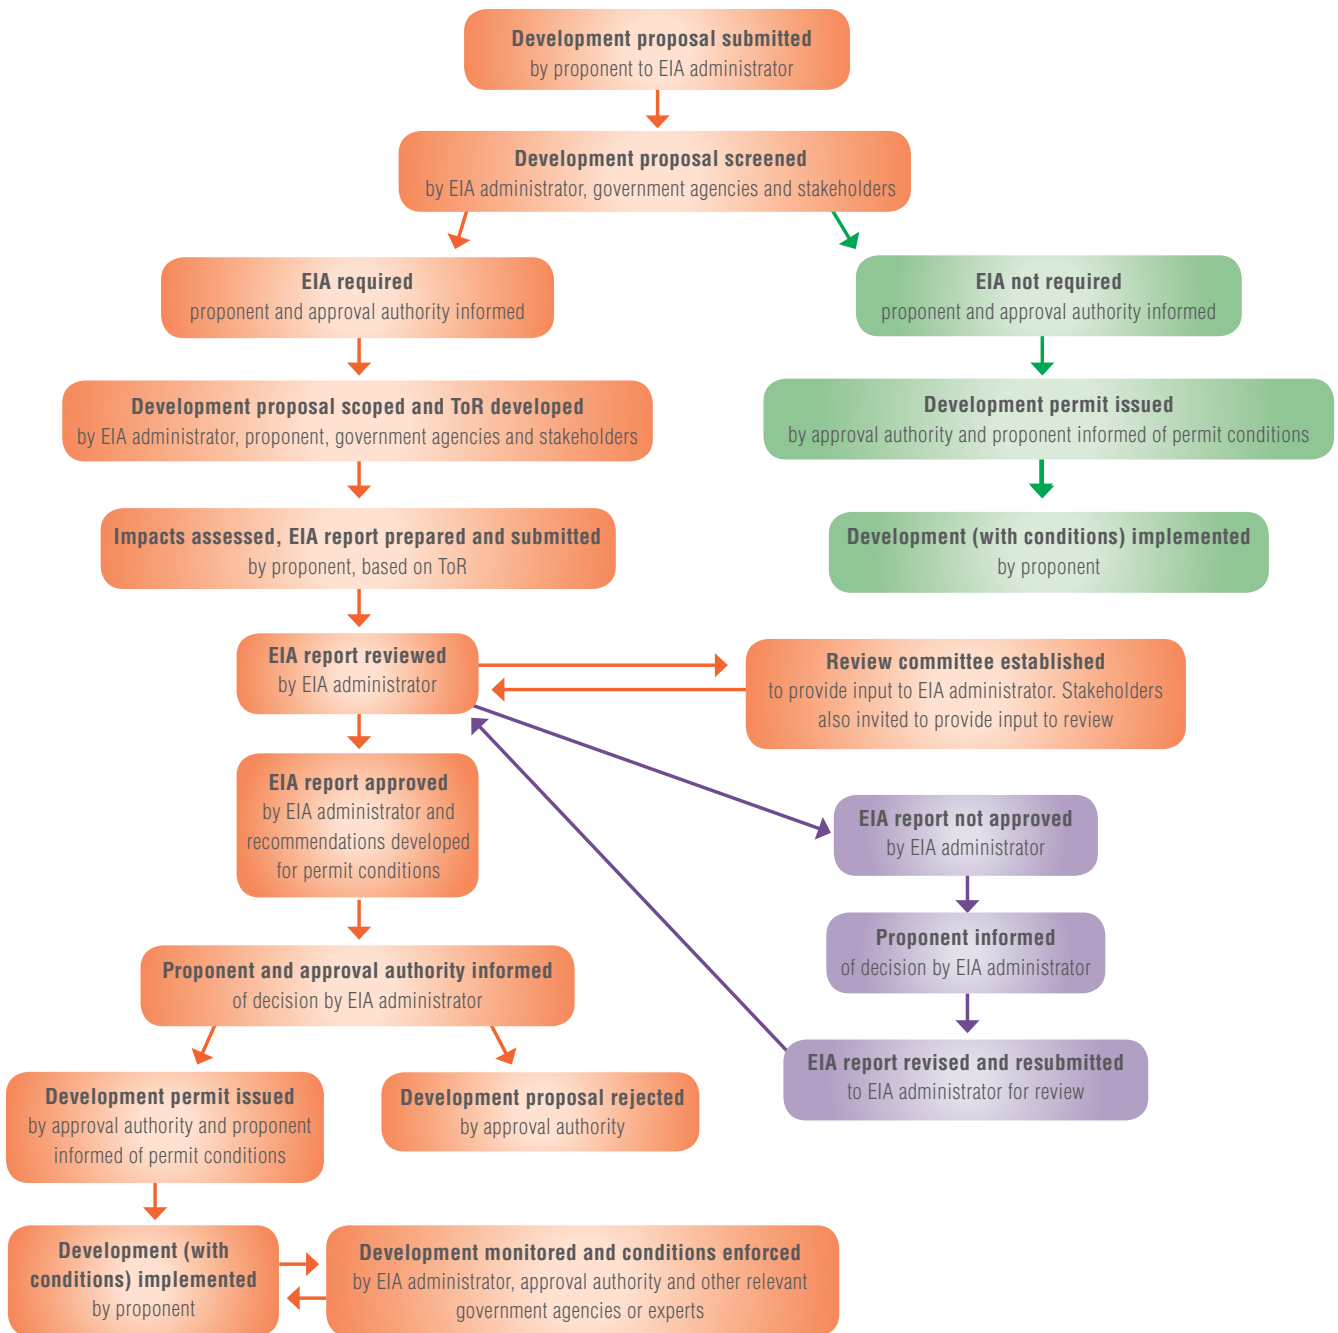 Development proposal submitted
by proponent to EIA administrator
Development proposal screened
by EIA administrator, government agencies and stakeholders
EIA required
proponent and approval authority informed
EIA not required
proponent and approval authority informed
Development proposal scoped and ToR developed
by EIA administrator, proponent, government agencies and stakeholders
Development permit issued
by approval authority and proponent informed of permit conditions
Impacts assessed, EIA report prepared and submitted
by proponent, based on ToR
Development (with conditions) implemented
by proponent
EIA report reviewed
by EIA administrator
Review committee established
to provide input to EIA administrator. Stakeholders
also invited to provide input to review
EIA report approved
by EIA administrator and
recommendations developed
for permit conditions
EIA report not approved
by EIA administrator
Proponent informed
of decision by EIA administrator
Proponent and approval authority informed
of decision by EIA administrator
EIA report revised and resubmitted
to EIA administrator for review
Development permit issued
by approval authority and proponent
informed of permit conditions
Development proposal rejected
by approval authority
Development (with
conditions) implemented
by proponent
Development monitored and conditions enforced
by EIA administrator, approval authority and other relevant
government agencies or experts